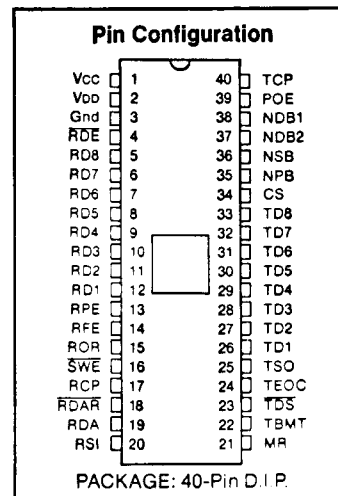 Pin Configuration
Vcc 1 40 TCP
VDD 2 39 POE
Gnd 3 38 NDB1
R̅D̅E̅ 4 37 NDB2
RD8 5 36 NSB
RD7 6 35 NPB
RD6 7 34 CS
RD5 8 33 TD8
RD4 9 32 TD7
RD3 10 31 TD6
RD2 11 30 TD5
RD1 12 29 TD4
RPE 13 28 TD3
RFE 14 27 TD2
ROR 15 26 TD1
S̅W̅E̅ 16 25 TSO
RCP 17 24 TEOC
R̅D̅A̅R̅ 18 23 T̅D̅S̅
RDA 19 22 TBMT
RSI 20 21 MR
PACKAGE: 40-Pin D.I.P.